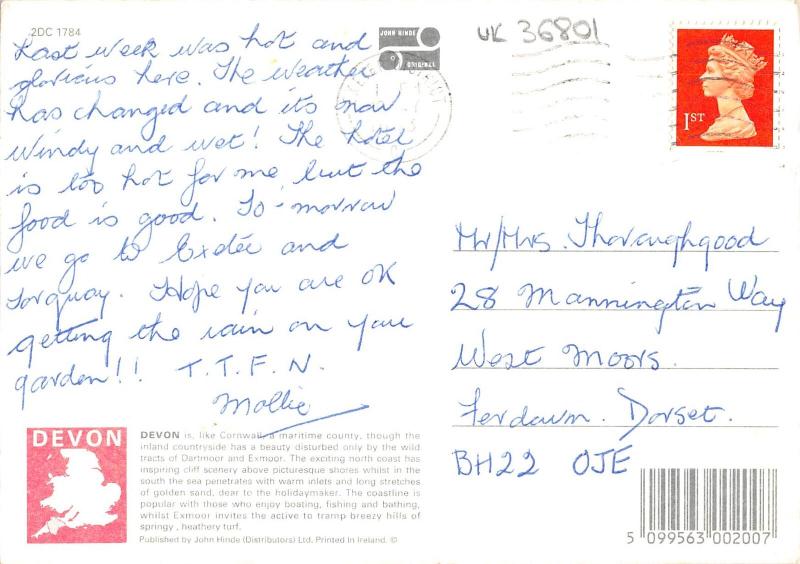 2DC 1784
Last week was hot and
glorious here. The weather
has changed and its now
windy and wet! The hotel
is too hot for me, but the
food is good. To-morrow
we go to Exeter and
Torquay. Hope you are OK
getting the rain on your
garden!! T.T.F.N.
Mollie
JOHN HINDE
ORIGINAL
UK 36801
1ST
Mr/Mrs. Thoroughgood
28 Mannington Way
West Moors.
Ferdown. Dorset.
BH22 OJE
DEVON
DEVON is, like Cornwall, a maritime county, though the
inland countryside has a beauty disturbed only by the wild
tracts of Dartmoor and Exmoor. The exciting north coast has
inspiring cliff scenery above picturesque shores whilst in the
south the sea penetrates with warm inlets and long stretches
of golden sand, dear to the holidaymaker. The coastline is
popular with those who enjoy boating, fishing and bathing,
whilst Exmoor invites the active to tramp breezy hills of
springy, heathery turf.
Published by John Hinde (Distributors) Ltd. Printed in Ireland. ©
5 099563 002007